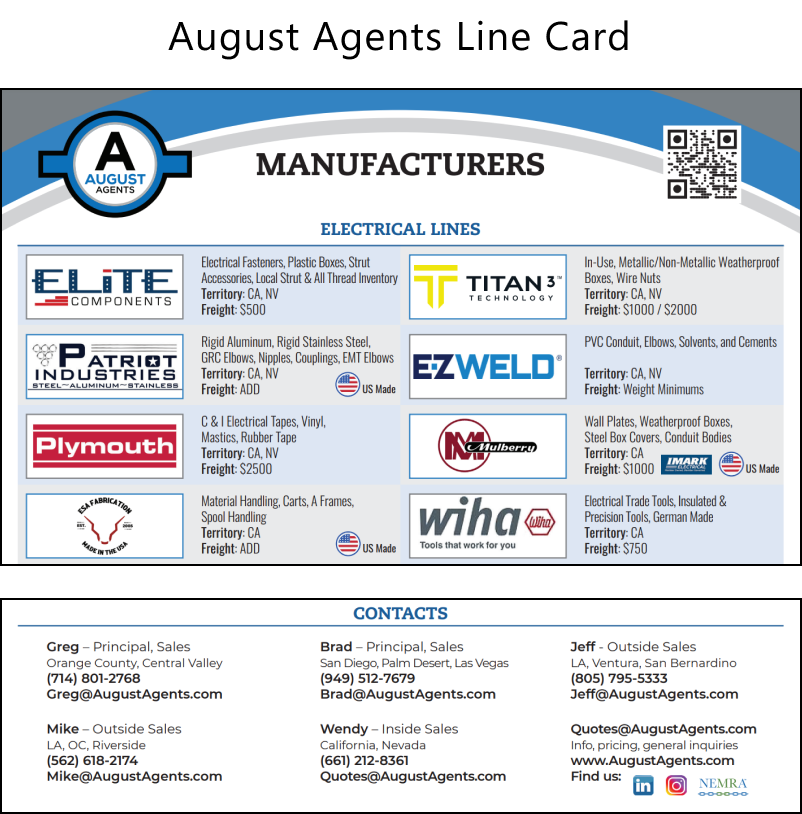 August Agents Line Card
A
AUGUST
AGENTS
MANUFACTURERS
ELECTRICAL LINES
ELiTE
COMPONENTS
Electrical Fasteners, Plastic Boxes, Strut
Accessories, Local Strut & All Thread Inventory
Territory: CA, NV
Freight: $500
TITAN3™
TECHNOLOGY
In-Use, Metallic/Non-Metallic Weatherproof
Boxes, Wire Nuts
Territory: CA, NV
Freight: $1000 / $2000
PATRIOT
INDUSTRIES
STEEL~ALUMINUM~STAINLESS
Rigid Aluminum, Rigid Stainless Steel,
GRC Elbows, Nipples, Couplings, EMT Elbows
Territory: CA, NV
Freight: ADD
US Made
E-Z WELD®
PVC Conduit, Elbows, Solvents, and Cements
Territory: CA, NV
Freight: Weight Minimums
Plymouth
C & I Electrical Tapes, Vinyl,
Mastics, Rubber Tape
Territory: CA, NV
Freight: $2500
M Mulberry
Wall Plates, Weatherproof Boxes,
Steel Box Covers, Conduit Bodies
Territory: CA
Freight: $1000
IMARK
ELECTRICAL
US Made
ESA FABRICATION
EST.
MADE IN THE USA
Material Handling, Carts, A Frames,
Spool Handling
Territory: CA
Freight: ADD
US Made
wiha
Wiha
Tools that work for you
Electrical Trade Tools, Insulated &
Precision Tools, German Made
Territory: CA
Freight: $750
CONTACTS
Greg – Principal, Sales
Orange County, Central Valley
(714) 801-2768
Greg@AugustAgents.com
Brad – Principal, Sales
San Diego, Palm Desert, Las Vegas
(949) 512-7679
Brad@AugustAgents.com
Jeff - Outside Sales
LA, Ventura, San Bernardino
(805) 795-5333
Jeff@AugustAgents.com
Mike – Outside Sales
LA, OC, Riverside
(562) 618-2174
Mike@AugustAgents.com
Wendy – Inside Sales
California, Nevada
(661) 212-8361
Quotes@AugustAgents.com
Quotes@AugustAgents.com
Info, pricing, general inquiries
www.AugustAgents.com
Find us:
in
NEMRA